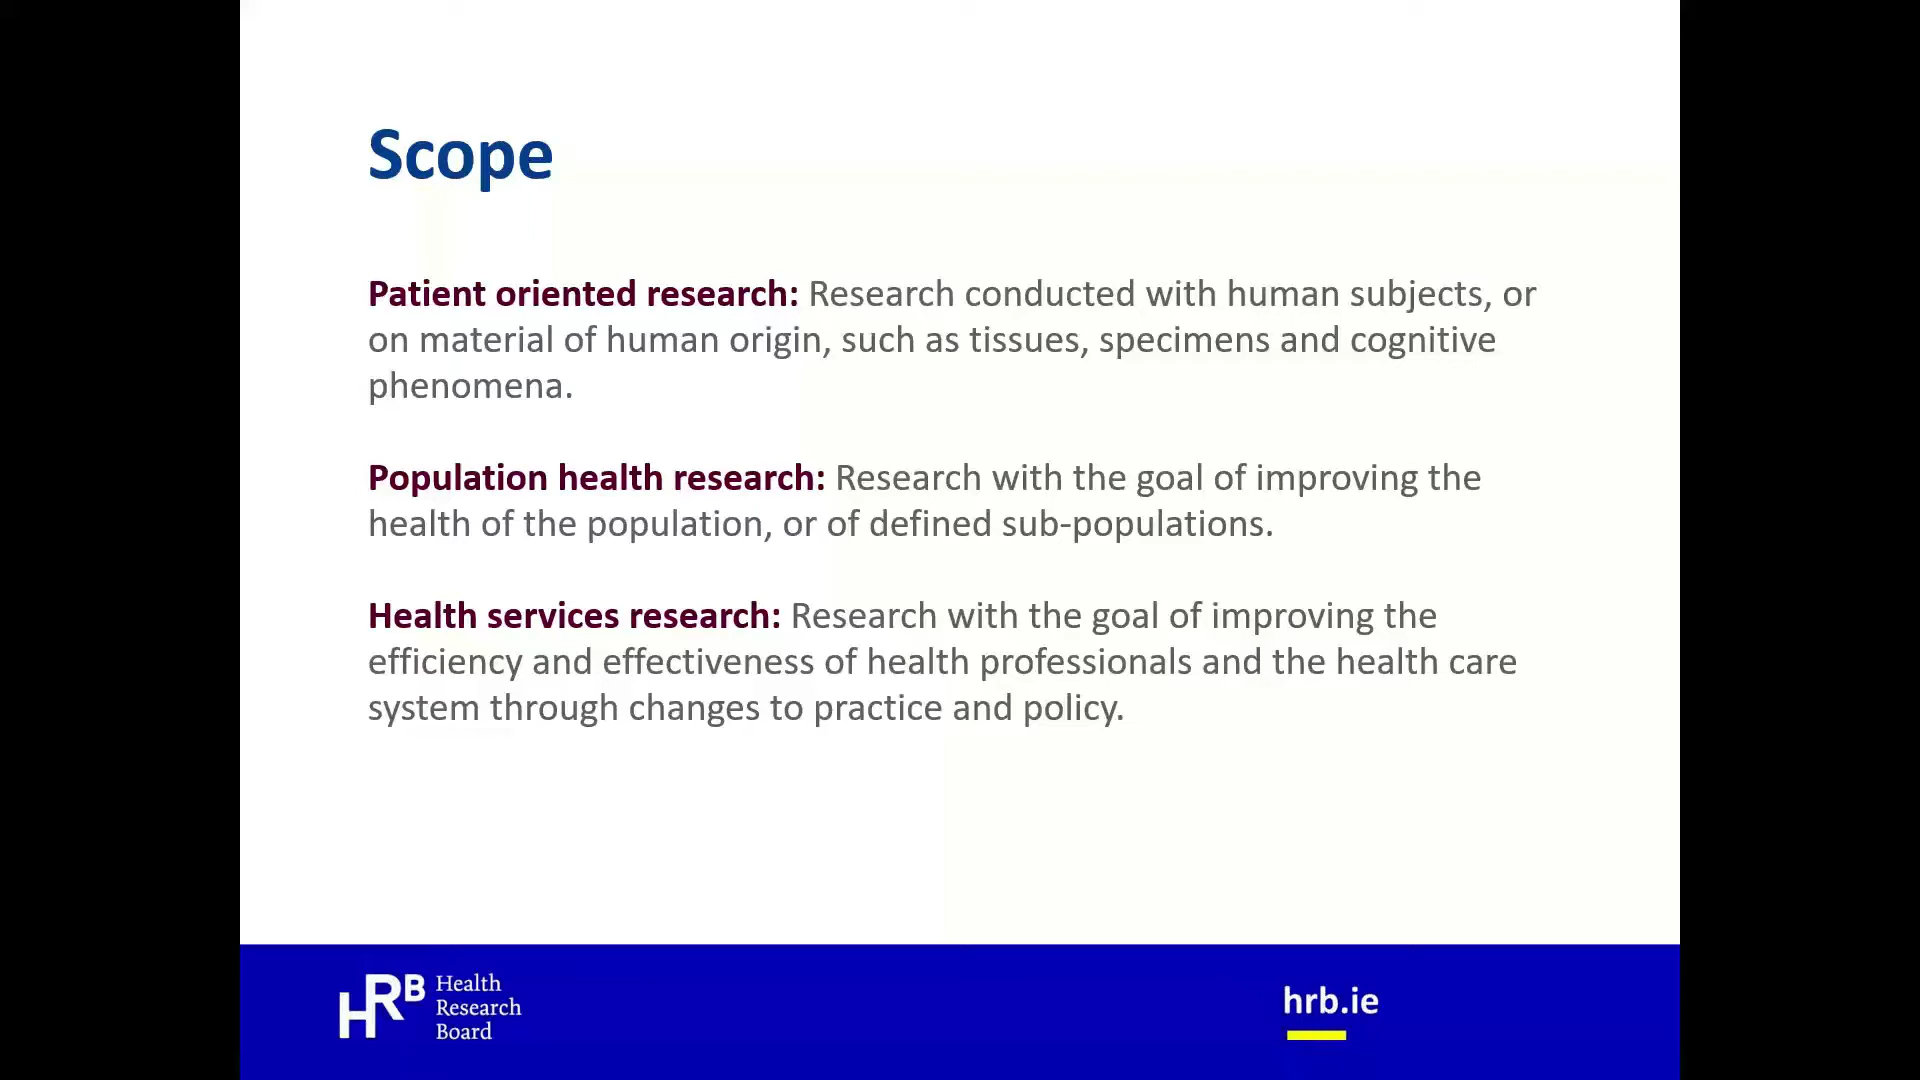 Scope
Patient oriented research: Research conducted with human subjects, or
on material of human origin, such as tissues, specimens and cognitive
phenomena.
Population health research: Research with the goal of improving the
health of the population, or of defined sub-populations.
Health services research: Research with the goal of improving the
efficiency and effectiveness of health professionals and the health care
system through changes to practice and policy.
HRB
Health
Research
Board
hrb.ie